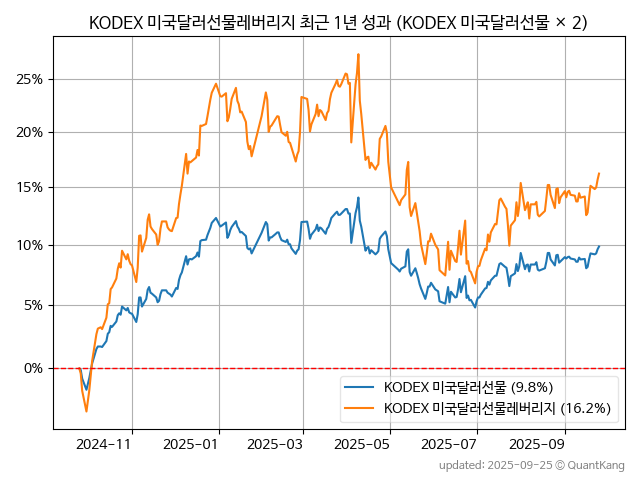 KODEX 미국달러선물레버리지 최근 1년 성과 (KODEX 미국달러선물 × 2)
25%
20%
15%
10%
5%
0%
KODEX 미국달러선물 (9.8%)
KODEX 미국달러선물레버리지 (16.2%)
2024-11 2025-01 2025-03 2025-05 2025-07 2025-09
updated: 2025-09-25 © QuantKang